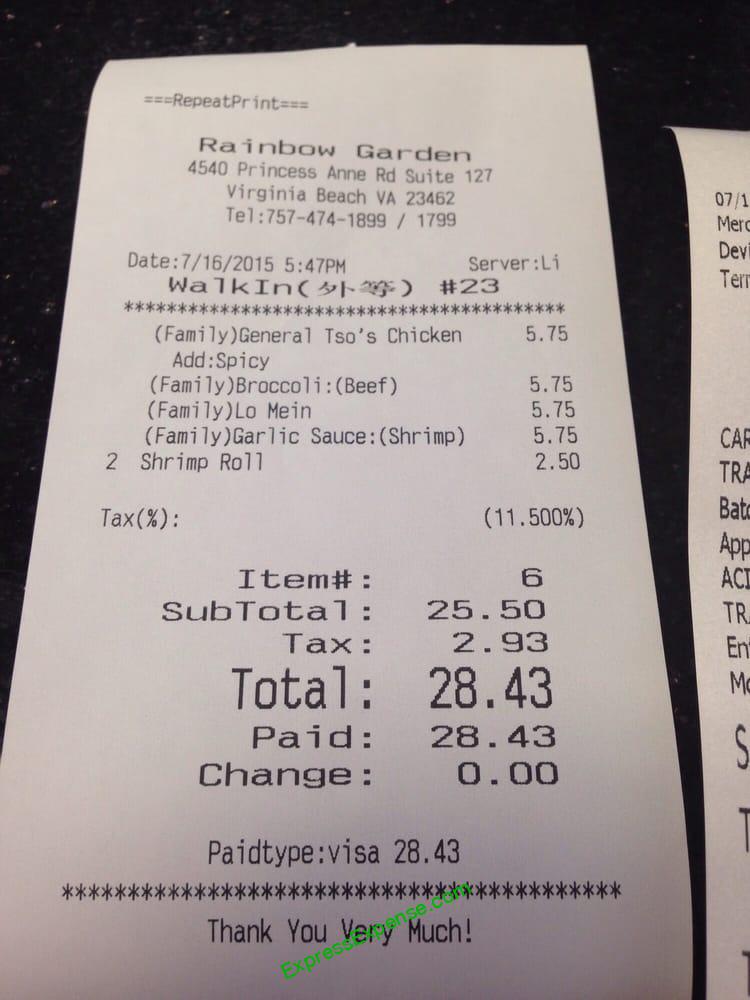 ===RepeatPrint===
Rainbow Garden
4540 Princess Anne Rd Suite 127
Virginia Beach VA 23462
Tel:757-474-1899 / 1799
Date:7/16/2015 5:47PM Server:Li
WalkIn(外等) #23
*******************************************
(Family)General Tso's Chicken 5.75
Add:Spicy
(Family)Broccoli:(Beef) 5.75
(Family)Lo Mein 5.75
(Family)Garlic Sauce:(Shrimp) 5.75
2 Shrimp Roll 2.50
Tax(%): (11.500%)
Item#: 6
SubTotal: 25.50
Tax: 2.93
Total: 28.43
Paid: 28.43
Change: 0.00
Paidtype:visa 28.43
*******************************************
Thank You Very Much!
ExpressExpense.com
07/1
Merc
Devi
Term
CAR
TRA
Batc
App
ACI
TR
En
Mo
S
T